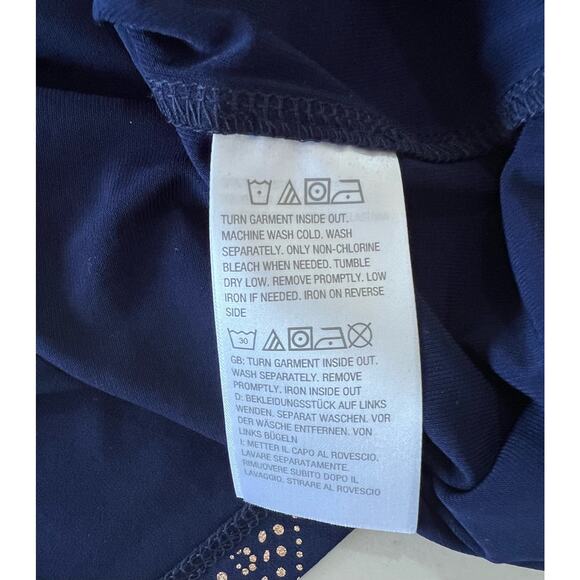 TURN GARMENT INSIDE OUT.
MACHINE WASH COLD. WASH
SEPARATELY. ONLY NON-CHLORINE
BLEACH WHEN NEEDED. TUMBLE
DRY LOW. REMOVE PROMPTLY. LOW
IRON IF NEEDED. IRON ON REVERSE
SIDE
30
GB: TURN GARMENT INSIDE OUT.
WASH SEPARATELY. REMOVE
PROMPTLY. IRON INSIDE OUT
D: BEKLEIDUNGSSTÜCK AUF LINKS
WENDEN. SEPARAT WASCHEN. VOR
DER WÄSCHE ENTFERNEN. VON
LINKS BÜGELN
I: METTER IL CAPO AL ROVESCIO.
LAVARE SEPARATAMENTE.
RIMUOVERE SUBITO DOPO IL
LAVAGGIO. STIRARE AL ROVESCIO